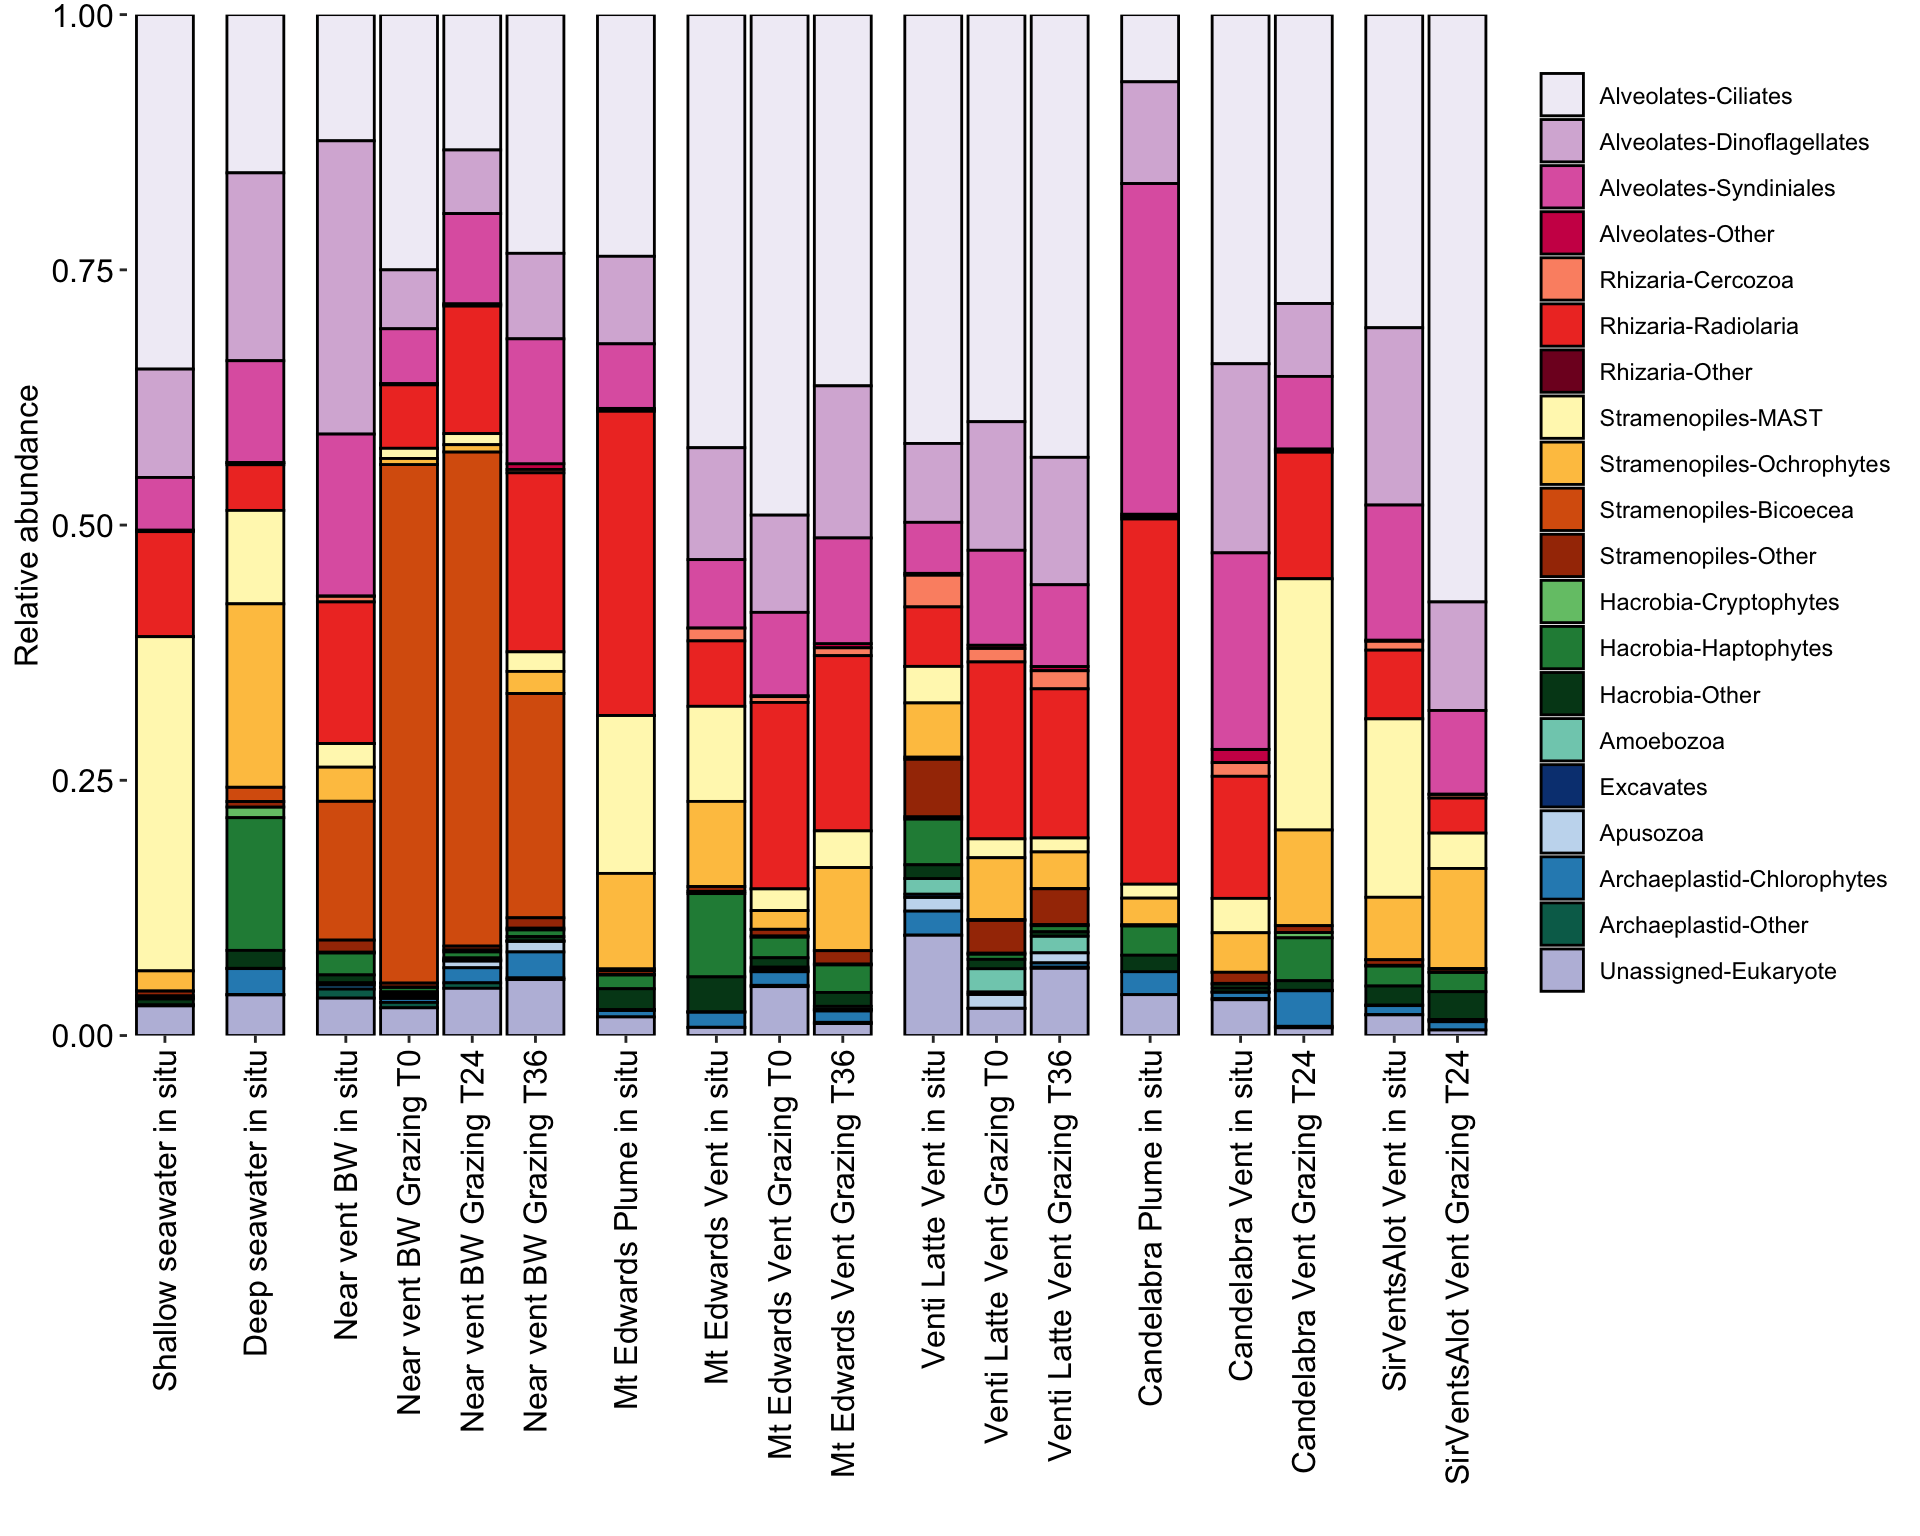 Relative abundance
1.00
0.75
0.50
0.25
0.00
Shallow seawater in situ
Deep seawater in situ
Near vent BW in situ
Near vent BW Grazing T0
Near vent BW Grazing T24
Near vent BW Grazing T36
Mt Edwards Plume in situ
Mt Edwards Vent in situ
Mt Edwards Vent Grazing T0
Mt Edwards Vent Grazing T36
Venti Latte Vent in situ
Venti Latte Vent Grazing T0
Venti Latte Vent Grazing T36
Candelabra Plume in situ
Candelabra Vent in situ
Candelabra Vent Grazing T24
SirVentsAlot Vent in situ
SirVentsAlot Vent Grazing T24
Alveolates-Ciliates
Alveolates-Dinoflagellates
Alveolates-Syndiniales
Alveolates-Other
Rhizaria-Cercozoa
Rhizaria-Radiolaria
Rhizaria-Other
Stramenopiles-MAST
Stramenopiles-Ochrophytes
Stramenopiles-Bicoecea
Stramenopiles-Other
Hacrobia-Cryptophytes
Hacrobia-Haptophytes
Hacrobia-Other
Amoebozoa
Excavates
Apusozoa
Archaeplastid-Chlorophytes
Archaeplastid-Other
Unassigned-Eukaryote